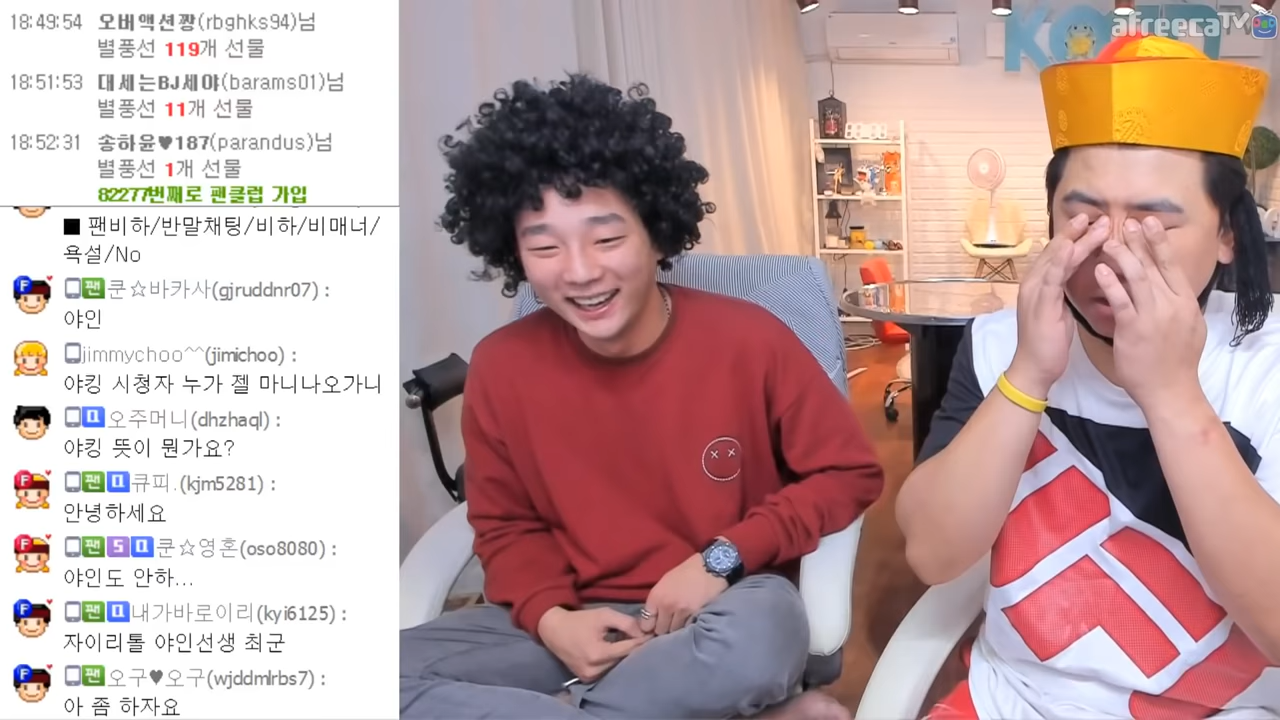 18:49:54 오버액션짱(rbghks94)님
별풍선 119개 선물
18:51:53 대세는BJ세야(barams01)님
별풍선 11개 선물
18:52:31 송하윤♥187(parandus)님
별풍선 1개 선물
82277번째로 팬클럽 가입
■ 팬비하/반말채팅/비하/비매너/
욕설/No
팬 쿤☆바카사(gjruddnr07) :
야인
jimmychoo^^(jimichoo) :
야킹 시청자 누가 젤 마니나오가니
Q 오주머니(dhzhaql) :
야킹 뜻이 뭔가요?
팬 Q 큐피.(kjm5281) :
안녕하세요
팬 S Q 쿤☆영혼(oso8080) :
야인도 안하...
팬 Q 내가바로이리(kyi6125) :
자이리톨 야인선생 최군
팬 오구♥오구(wjddmlrbs7) :
아 좀 하자요
afreecaTV